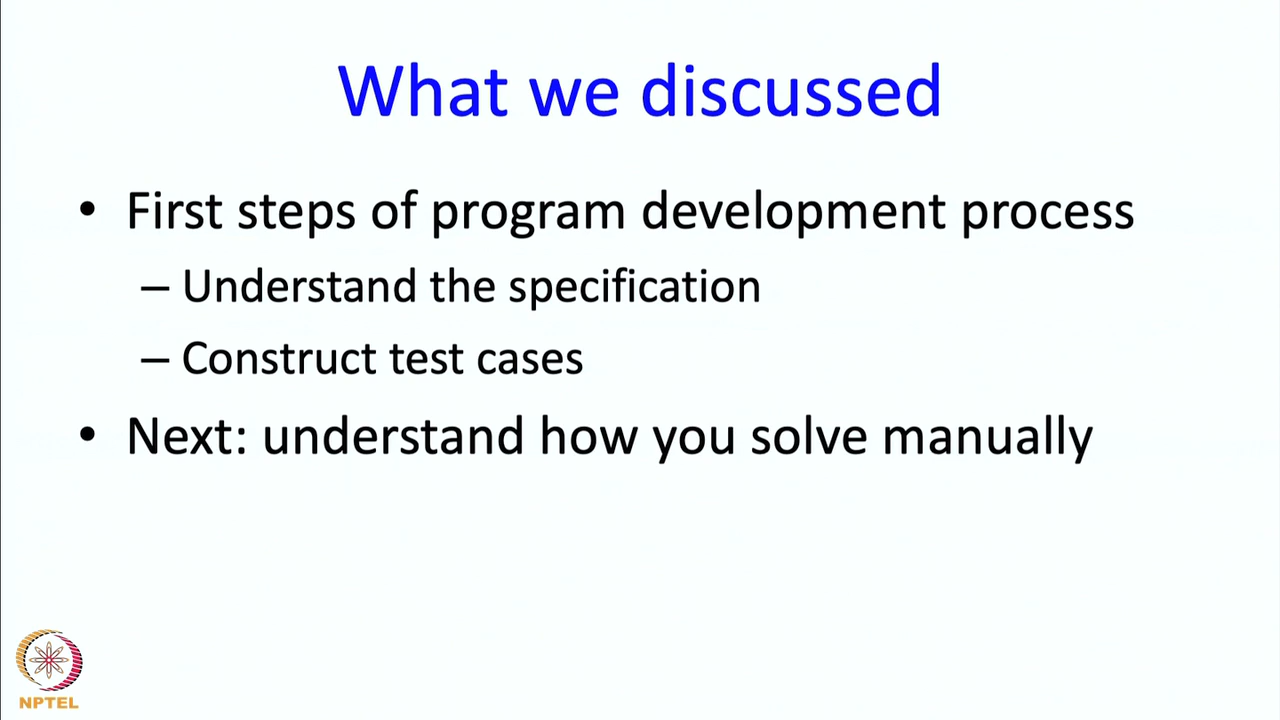 What we discussed
• First steps of program development process
– Understand the specification
– Construct test cases
• Next: understand how you solve manually
NPTEL